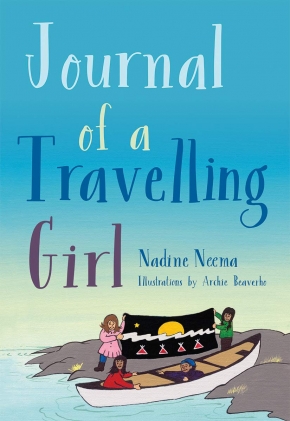 Journal
of a
Travelling
Girl
Nadine Neema
Illustrations by Archie Beaverho